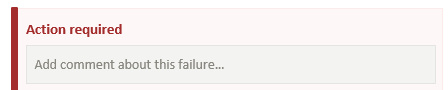 Action required
Add comment about this failure...